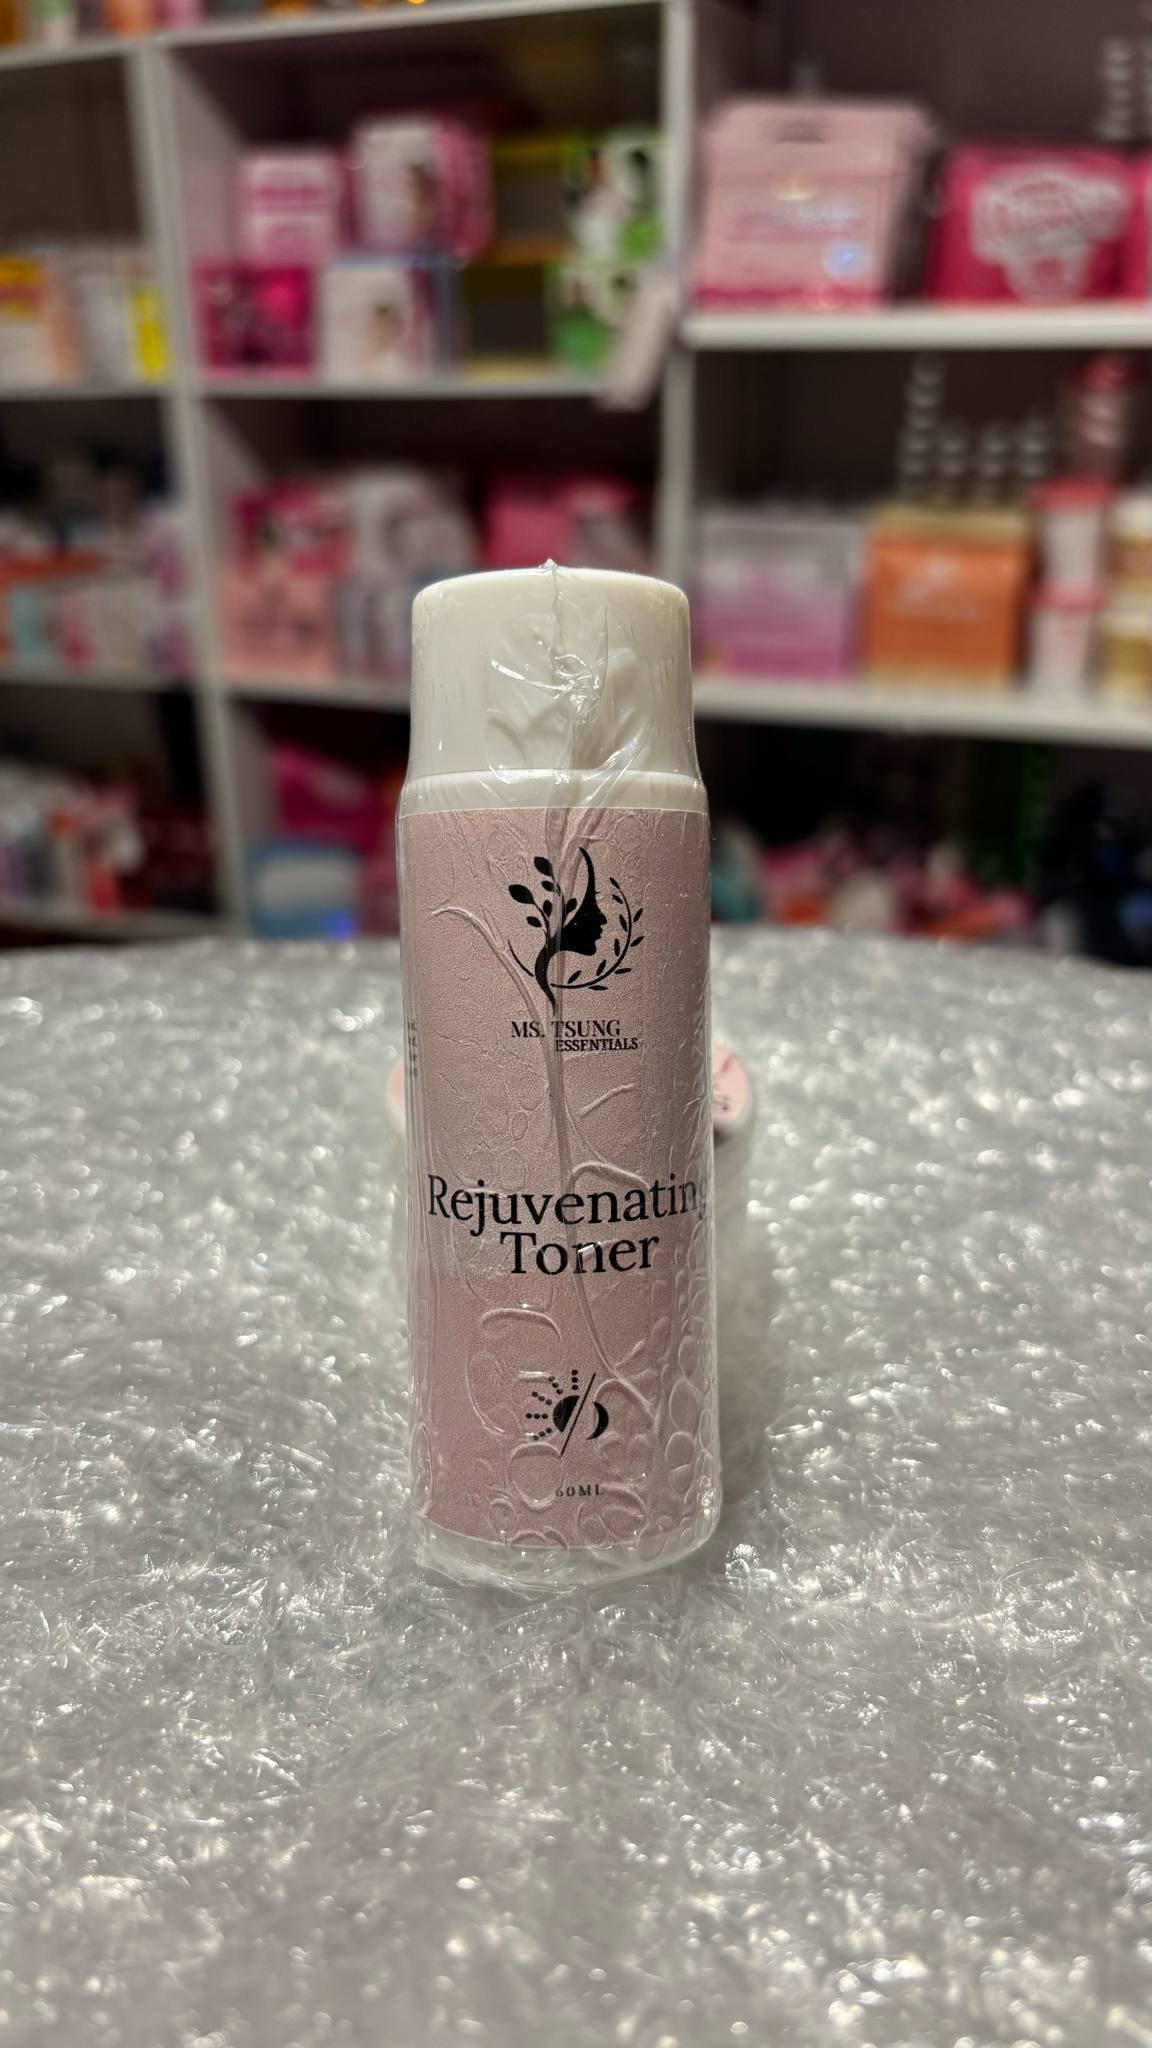 MS. TSUNG
ESSENTIALS
Rejuvenating
Toner
60ML